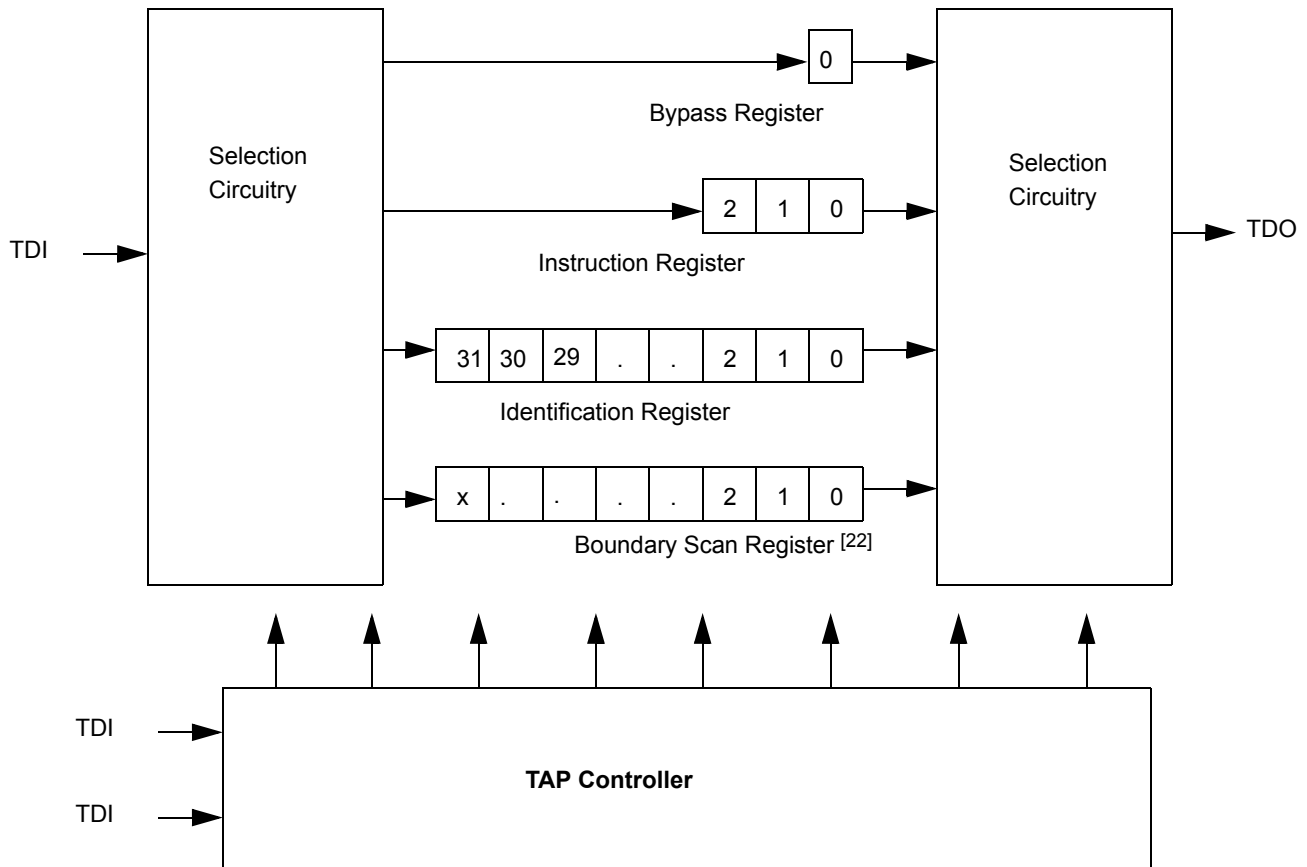 0
Bypass Register
Selection
Circuitry
Selection
Circuitry
2 1 0
TDI
TDO
Instruction Register
31 30 29 . . 2 1 0
Identification Register
x . . . . 2 1 0
Boundary Scan Register [22]
TDI
TAP Controller
TDI